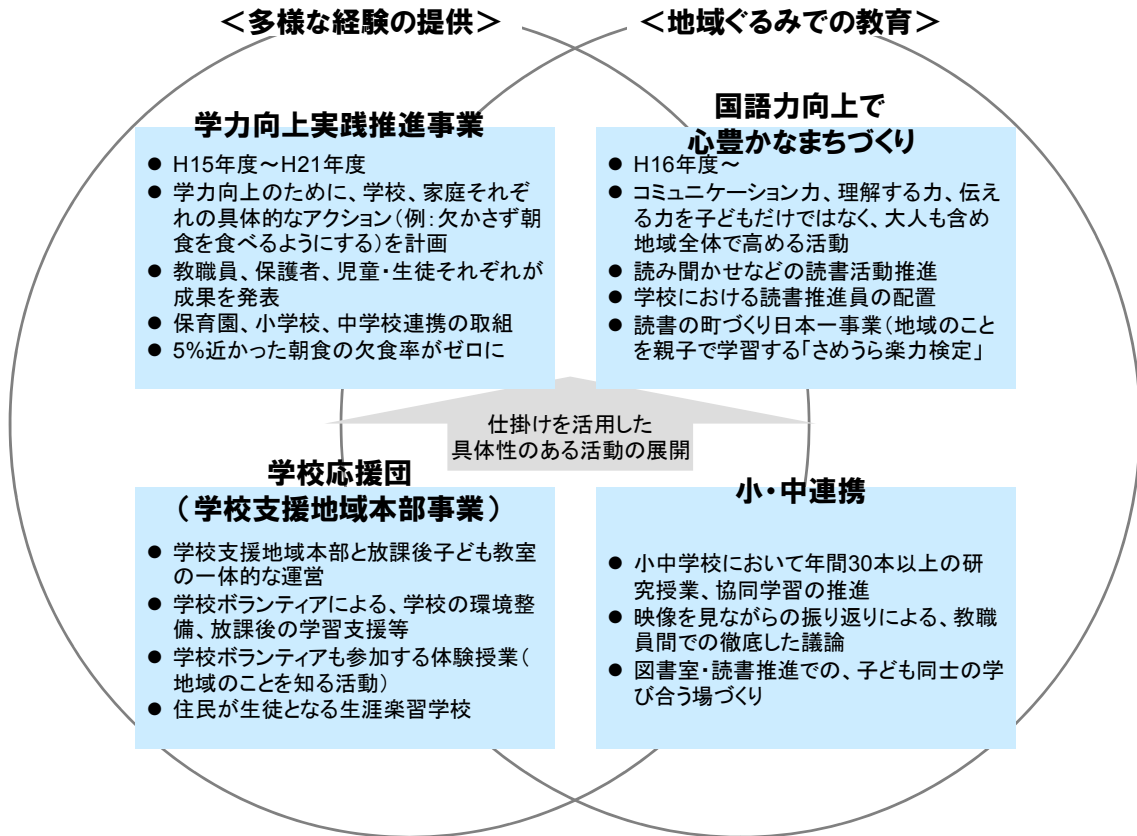 ＜多様な経験の提供＞
＜地域ぐるみでの教育＞
学力向上実践推進事業
● H15年度～H21年度
● 学力向上のために、学校、家庭それぞ
れの具体的なアクション（例：欠かさず朝
食を食べるようにする）を計画
● 教職員、保護者、児童・生徒それぞれが
成果を発表
● 保育園、小学校、中学校連携の取組
● 5%近かった朝食の欠食率がゼロに
国語力向上で
心豊かなまちづくり
● H16年度～
● コミュニケーション力、理解する力、伝え
る力を子どもだけではなく、大人も含め
地域全体で高める活動
● 読み聞かせなどの読書活動推進
● 学校における読書推進員の配置
● 読書の町づくり日本一事業（地域のこと
を親子で学習する「さめうら楽力検定」
仕掛けを活用した
具体性のある活動の展開
学校応援団
（学校支援地域本部事業）
● 学校支援地域本部と放課後子ども教室
の一体的な運営
● 学校ボランティアによる、学校の環境整
備、放課後の学習支援等
● 学校ボランティアも参加する体験授業（
地域のことを知る活動）
● 住民が生徒となる生涯楽習学校
小・中連携
● 小中学校において年間30本以上の研
究授業、協同学習の推進
● 映像を見ながらの振り返りによる、教職
員間での徹底した議論
● 図書室・読書推進での、子ども同士の学
び合う場づくり